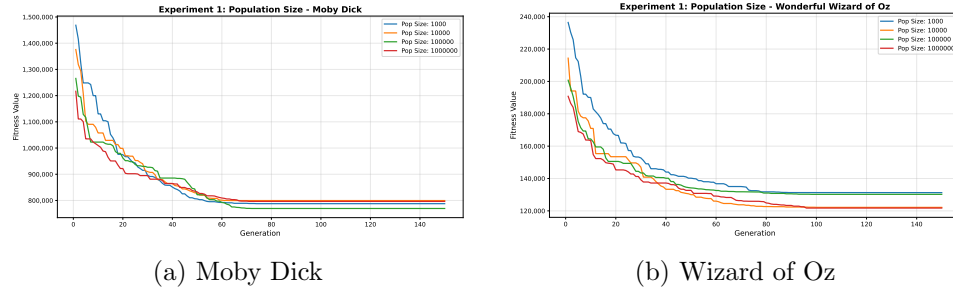 Experiment 1: Population Size - Moby Dick
1,500,000
1,400,000
1,300,000
1,200,000
1,100,000
1,000,000
900,000
800,000
Fitness Value
0
20
40
60
80
100
120
140
Generation
Pop Size: 1000
Pop Size: 10000
Pop Size: 100000
Pop Size: 1000000
(a) Moby Dick
Experiment 1: Population Size - Wonderful Wizard of Oz
240,000
220,000
200,000
180,000
160,000
140,000
120,000
Fitness Value
0
20
40
60
80
100
120
140
Generation
Pop Size: 1000
Pop Size: 10000
Pop Size: 100000
Pop Size: 1000000
(b) Wizard of Oz